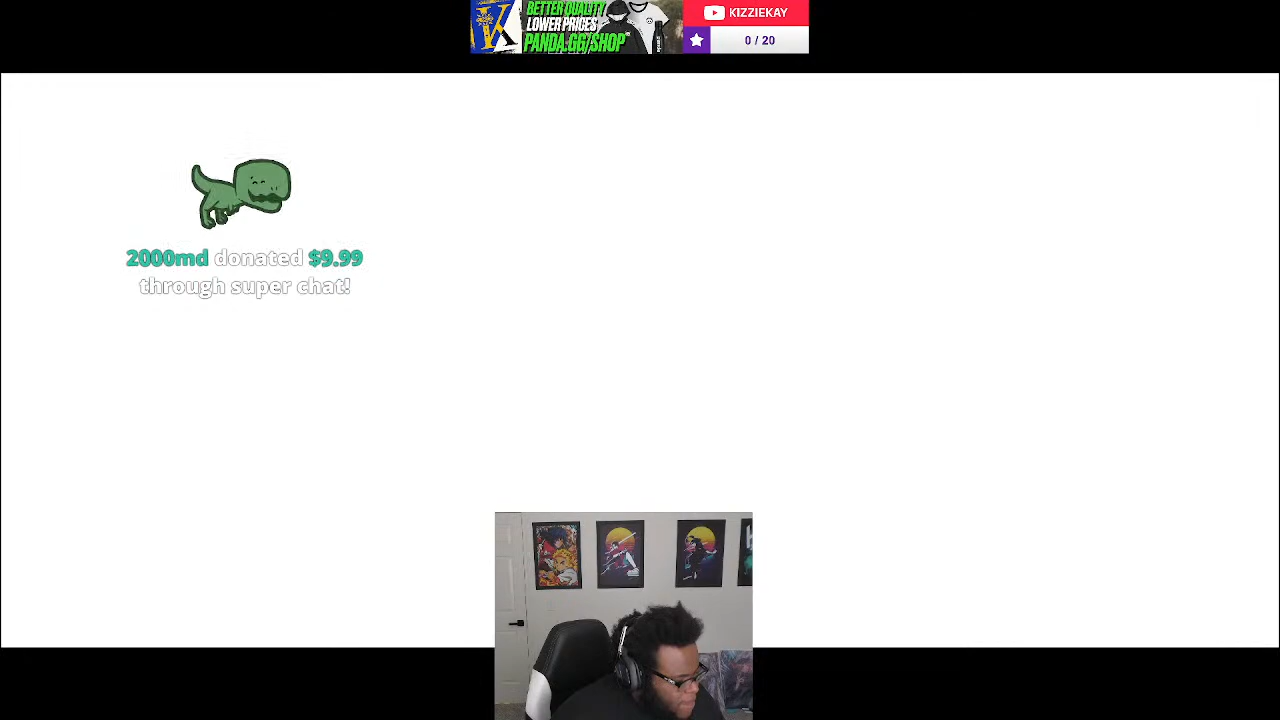 BETTER QUALITY
LOWER PRICES
PANDA.GG/SHOP
KIZZIEKAY
0 / 20
2000md donated $9.99
through super chat!